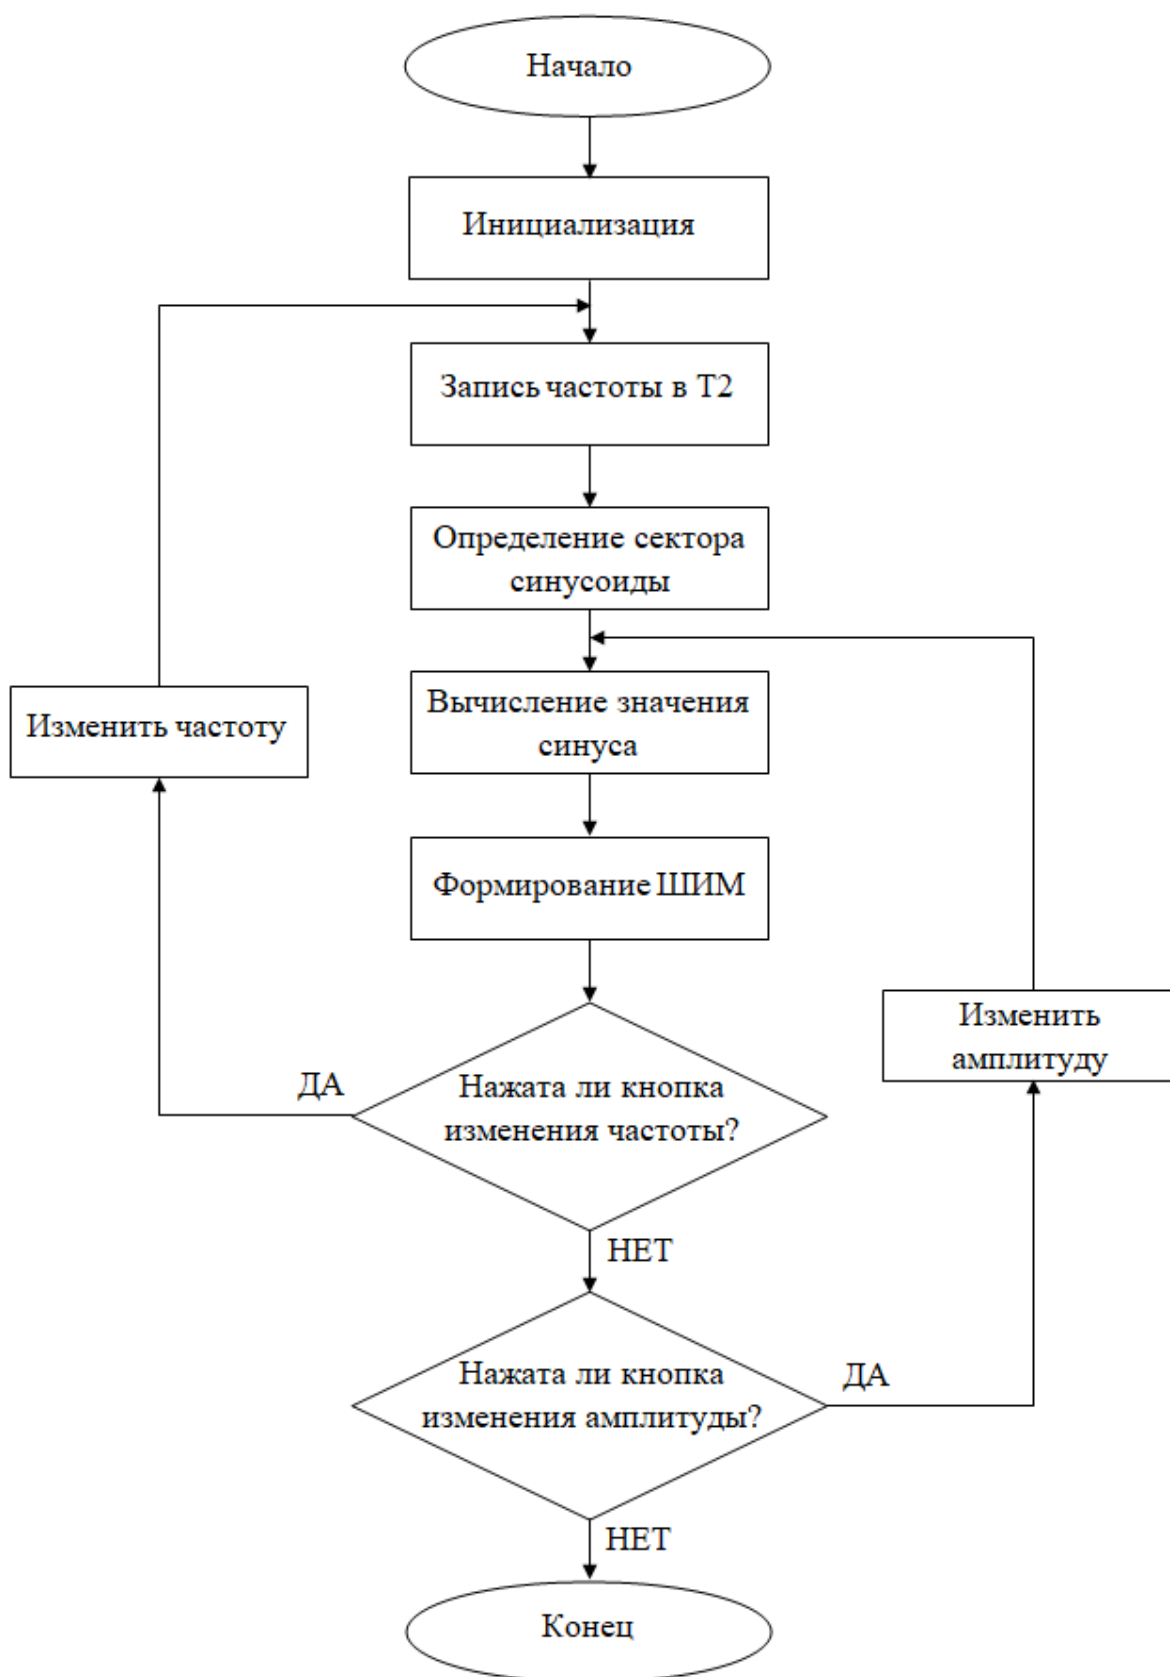 Начало
Инициализация
Запись частоты в Т2
Определение сектора
синусоиды
Изменить частоту
Вычисление значения
синуса
Формирование ШИМ
Изменить
амплитуду
ДА
Нажата ли кнопка
изменения частоты?
НЕТ
Нажата ли кнопка
изменения амплитуды?
ДА
НЕТ
Конец